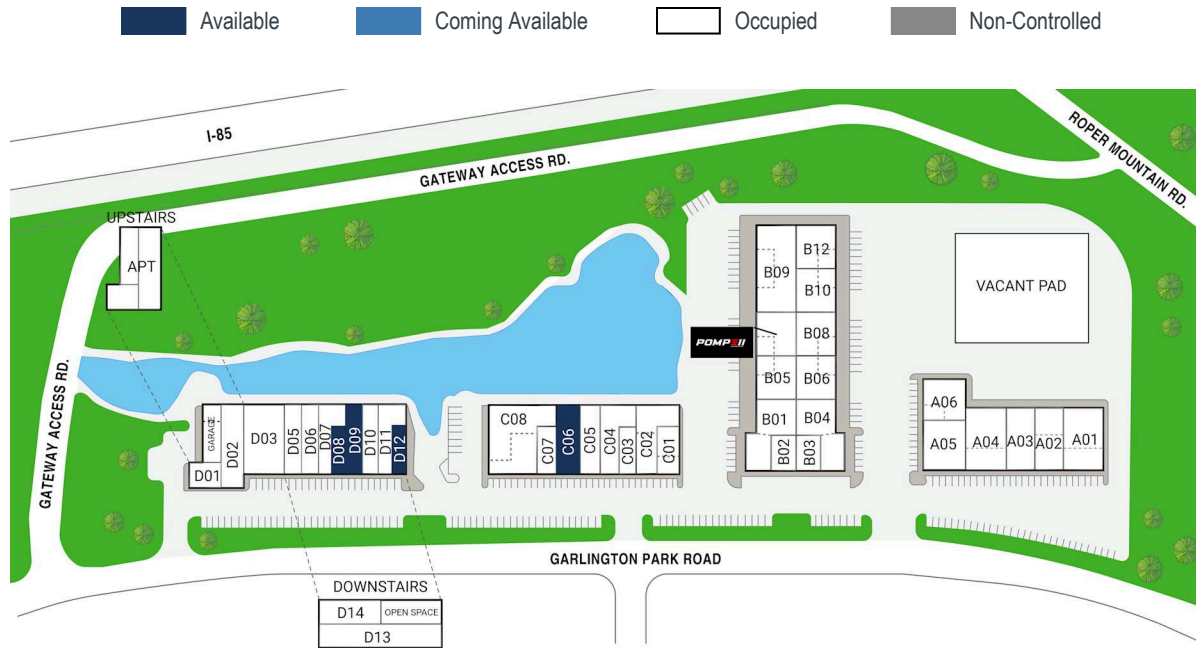 Available
Coming Available
Occupied
Non-Controlled
I-85
GATEWAY ACCESS RD.
ROPER MOUNTAIN RD.
UPSTAIRS
APT
GATEWAY ACCESS RD.
B09
B12
B10
POMPEII
B08
B05
B06
B01
B04
B02
B03
VACANT PAD
A06
A05
A04
A03
A02
A01
GARAGE
D01
D02
D03
D05
D06
D07
D08
D09
D10
D11
D12
C08
C07
C06
C05
C04
C03
C02
C01
GARLINGTON PARK ROAD
DOWNSTAIRS
D14
OPEN SPACE
D13